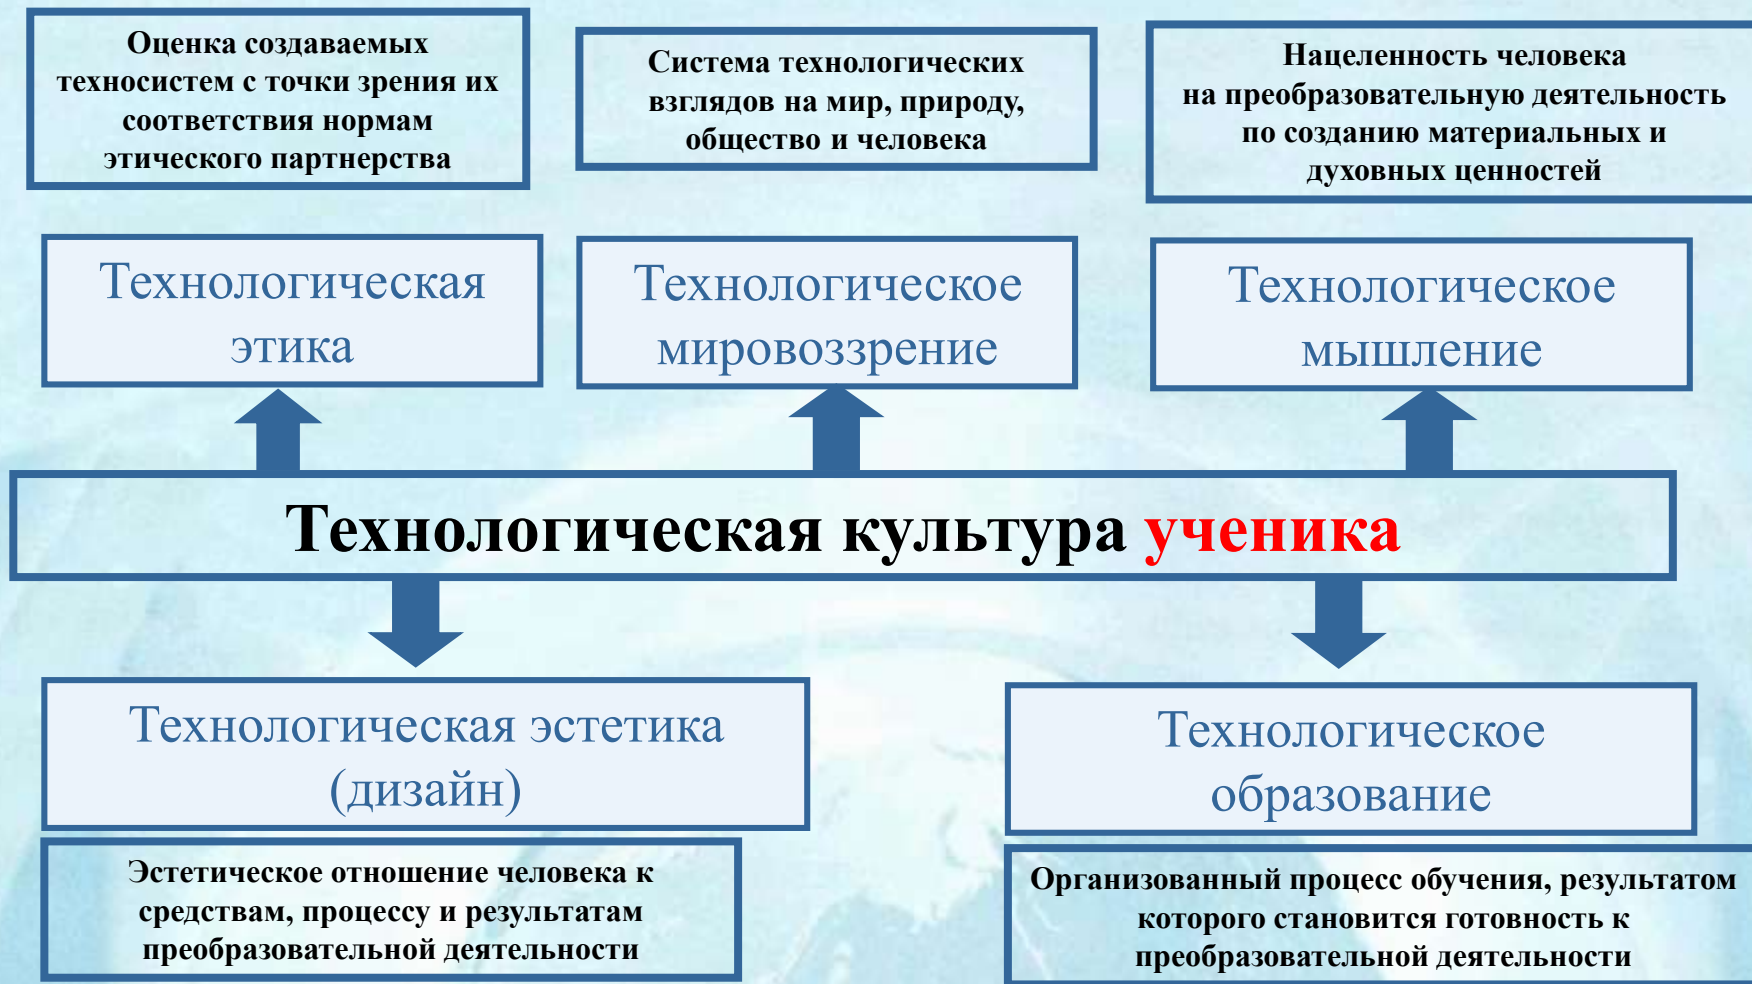 Оценка создаваемых
техносистем с точки зрения их
соответствия нормам
этического партнерства
Система технологических
взглядов на мир, природу,
общество и человека
Нацеленность человека
на преобразовательную деятельность
по созданию материальных и
духовных ценностей
Технологическая
этика
Технологическое
мировоззрение
Технологическое
мышление
Технологическая культура ученика
Технологическая эстетика
(дизайн)
Технологическое
образование
Эстетическое отношение человека к
средствам, процессу и результатам
преобразовательной деятельности
Организованный процесс обучения, результатом
которого становится готовность к
преобразовательной деятельности